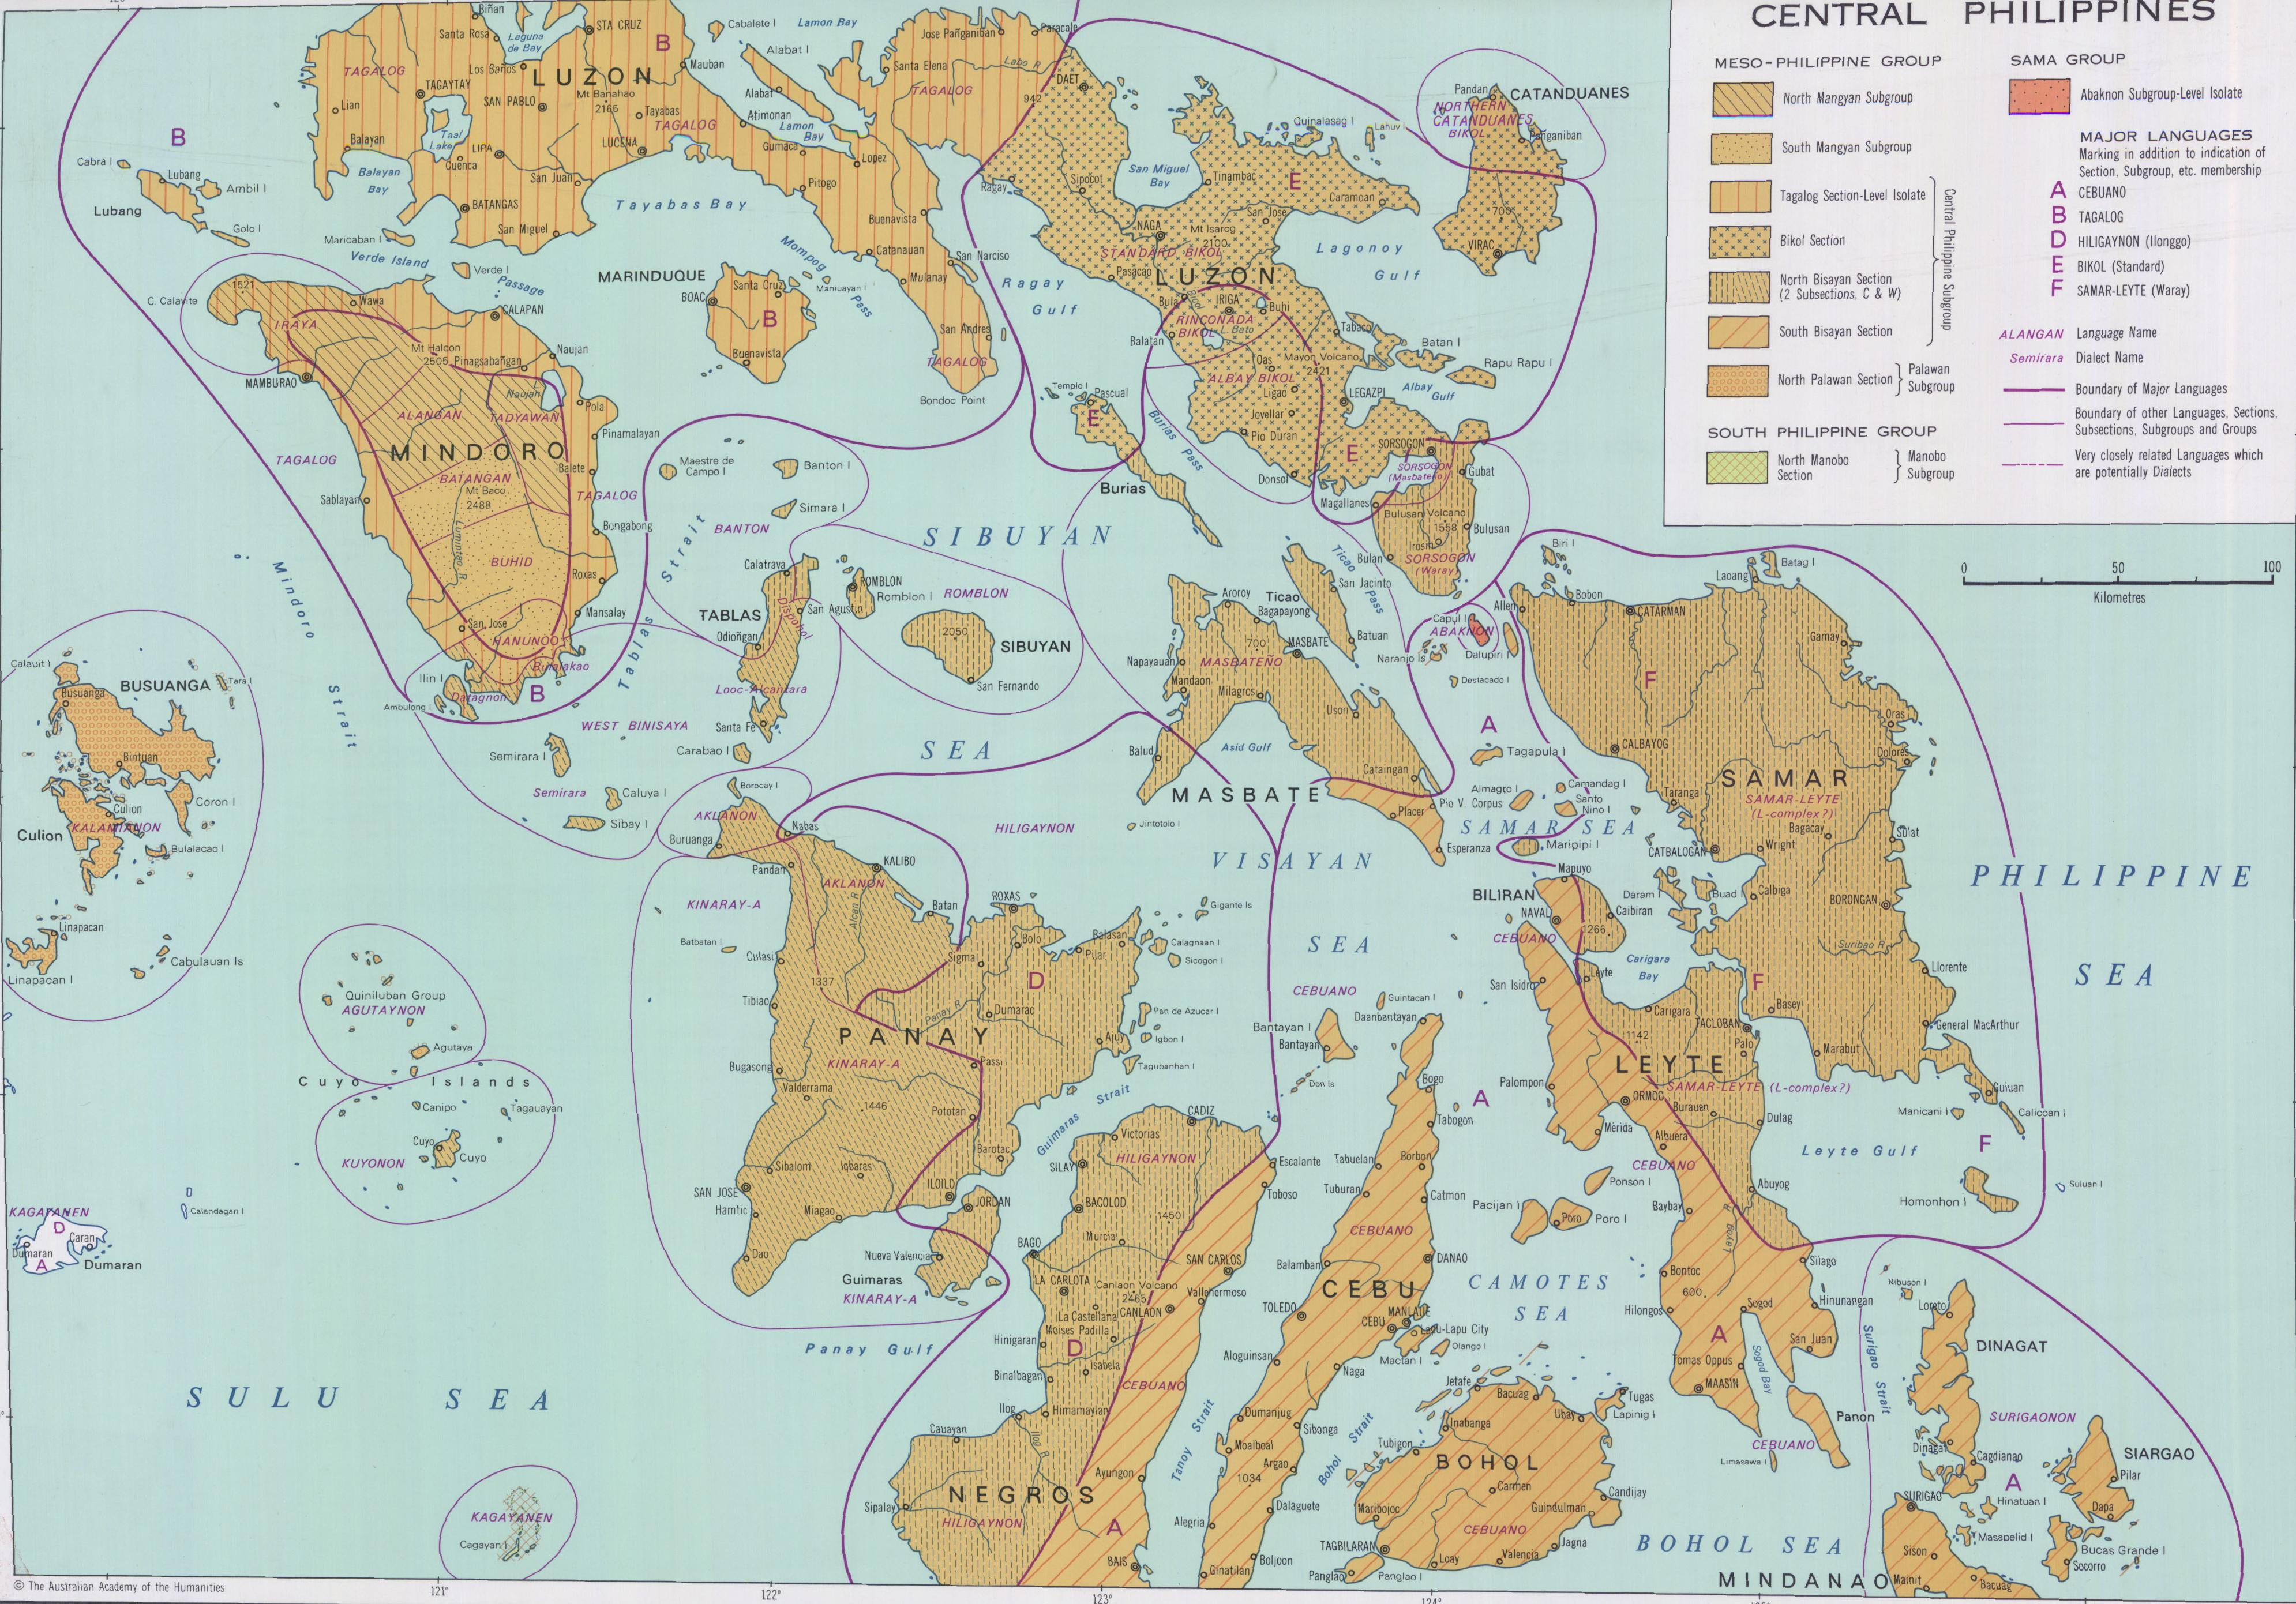 CENTRAL PHILIPPINES
MESO-PHILIPPINE GROUP
North Mangyan Subgroup
South Mangyan Subgroup
Tagalog Section-Level Isolate
Bikol Section
North Bisayan Section
(2 Subsections, C & W)
South Bisayan Section
Central Philippine Subgroup
North Palawan Section
Palawan
Subgroup
SOUTH PHILIPPINE GROUP
North Manobo
Section
Manobo
Subgroup
SAMA GROUP
Abaknon Subgroup-Level Isolate
MAJOR LANGUAGES
Marking in addition to indication of
Section, Subgroup, etc. membership
A CEBUANO
B TAGALOG
D HILIGAYNON (Ilonggo)
E BIKOL (Standard)
F SAMAR-LEYTE (Waray)
ALANGAN Language Name
Semirara Dialect Name
Boundary of Major Languages
Boundary of other Languages, Sections,
Subsections, Subgroups and Groups
Very closely related Languages which
are potentially Dialects
0 50 100
Kilometres
Biñan
Santa Rosa
Laguna
de Bay
STA CRUZ
B
Cabalete I
Lamon Bay
Jose Pañganiban
Paracale
TAGALOG
Los Baños
LUZON
Mauban
Alabat I
Santa Elena
Labo R
DAET
TAGAYTAY
Mt Banahao
2165
Alabat
TAGALOG
942
Lian
SAN PABLO
Tayabas
TAGALOG
Atimonan
Lamon
Bay
Balayan
Taal
Lake
LIPA
Cuenca
LUCENA
Gumaca
Lopez
B
Cabra I
Lubang
Ambil I
Lubang
Golo I
Balayan
Bay
San Juan
Pitogo
BATANGAS
Tayabas Bay
Buenavista
San Miguel
Maricaban I
Verde Island
Passage
Verde I
Catanauan
San Narciso
Mulanay
MARINDUQUE
BOAC
Santa Cruz
B
Buenavista
Mompog
Pass
Maniuayan I
San Andres
TAGALOG
Bondoc Point
Ragay
Gulf
Pandan
CATANDUANES
NORTHERN
CATANDUANES
BIKOL
Panganiban
700
VIRAC
Quinalasag I
Lahuy I
Ragay
Sipocot
San Miguel
Bay
Tinambac
E
Caramoan
San Jose
NAGA
Mt Isarog
2100
STANDARD BIKOL
Pasacao
LUZON
Lagonoy
Gulf
Bula
Bicol
IRIGA
Buhi
RINCONADA
BIKOL
L. Bato
Balatan
Tabaco
Batan I
Rapu Rapu I
Oas
Mayon Volcano
2421
ALBAY BIKOL
Ligao
LEGAZPI
Albay
Gulf
Jovellar
Pio Duran
Donsol
E
SORSOGON
SORSOGON
(Masbateño)
Gubat
Magallanes
Bulusan Volcano
1558
Bulusan
Irosin
Bulan
SORSOGON
(Waray)
Templo I
Pascual
E
Burias Pass
Burias
C. Calavite
1521
Wawa
CALAPAN
IRAYA
Mt Halcon
2505
Pinagsabangan
Naujan
MAMBURAO
Naujan
Pola
ALANGAN
TADYAWAN
Pinamalayan
MINDORO
TAGALOG
BATANGAN
Mt Baco
2488
Balete
TAGALOG
Sablayan
Bongabong
Lumintao R
BUHID
Roxas
San Jose
Mansalay
HANUNOO
Bulalakao
Ilin I
Datagnon
B
Ambulong I
Mindoro
Strait
Tablas Strait
Maestre de
Campo I
Banton I
Simara I
BANTON
SIBUYAN
SEA
Calatrava
ROMBLON
Romblon I
ROMBLON
TABLAS
Dispohol
San Agustin
Odioñgan
2050
SIBUYAN
San Fernando
Looc-Alcantara
Santa Fe
WEST BINISAYA
Semirara I
Carabao I
Semirara
Caluya I
Sibay I
Aroroy
Ticao
Bagapayong
San Jacinto
Ticao
Pass
700
MASBATE
Batuan
Napayauan
MASBATEÑO
Mandaon
Milagros
Uson
Balud
Asid Gulf
Cataingan
MASBATE
Placer
Pio V. Corpus
Esperanza
Jintotolo I
Biri I
Batag I
Laoang
Bobon
Allen
CATARMAN
Capul I
ABAKNON
Dalupiri I
Naranjo Is
Gamay
Destacado I
F
A
Oras
CALBAYOG
Dolores
Tagapula I
SAMAR
Almagro I
Camandag I
Santo
Nino I
Taranga
SAMAR-LEYTE
(L-complex?)
SAMAR SEA
Bagacay
Sulat
Maripipi I
CATBALOGAN
Wright
Mapuyo
BILIRAN
NAVAL
Daram I
Buad I
Calbiga
Caibiran
BORONGAN
1266
CEBUANO
Suribao R
PHILIPPINE
SEA
Leyte
Carigara
Bay
Llorente
San Isidro
F
Basey
Carigara
TACLOBAN
General MacArthur
1142
Palo
Marabut
LEYTE
SAMAR-LEYTE (L-complex?)
Palompon
ORMOC
Burauen
Dulag
Guiuan
Manicani I
Calicoan I
Merida
Albuera
Leyte Gulf
F
CEBUANO
Ponson I
Abuyog
Homonhon I
Suluan I
Baybay
Layog R
Silago
Bontoc
600
Hilongos
Sogod
Hinunangan
A
San Juan
Tomas Oppus
Sogod Bay
MAASIN
Panon
CEBUANO
Limasawa I
Surigao Strait
Nibuson I
Loreto
DINAGAT
SURIGAONON
Dinagat
Cagdianao
SIARGAO
Pilar
A
Hinatuan I
Dapa
SURIGAO
Masapelid I
Sison
Bucas Grande I
Socorro
Mainit
Bacuag
MINDANAO
BOHOL SEA
Calauit I
Busuanga
BUSUANGA
Tara I
Bintuan
Culion
Coron I
Culion
KALAMIANON
Bulalacao I
Linapacan
Cabulauan Is
Linapacan I
Quiniluban Group
AGUTAYNON
Agutaya
Cuyo Islands
Canipo
Tagauayan
Cuyo
Cuyo
KUYONON
KAGAYANEN
D
Caran
Dumaran
A
Dumaran
Calandagan I
SULU SEA
KAGAYANEN
Cagayan I
Borocay I
AKLANON
Buruanga
Nabas
HILIGAYNON
VISAYAN
SEA
Pandan
KALIBO
AKLANON
KINARAY-A
Aklan R
Batan
ROXAS
Gigante Is
Batbatan I
Bolo
Balasan
Calagnaan I
Culasi
Sigma
Pilar
Sicogon I
1337
D
Tibiao
Panay R
Dumarao
Pan de Azucar I
PANAY
Ajuy
Igbon I
KINARAY-A
Passi
Tagubanhan I
Bugasong
Valderrama
1446
Pototan
Guimaras Strait
Barotac
Sibalom
Igbaras
SAN JOSE
ILOILO
Hamtic
JORDAN
Miagao
Dao
Nueva Valencia
Guimaras
KINARAY-A
Panay Gulf
CADIZ
Victorias
SILAY
HILIGAYNON
Escalante
Toboso
BACOLOD
1450
Murcia
BAGO
SAN CARLOS
LA CARLOTA
Canlaon Volcano
2465
Vallehermoso
La Castellana
CANLAON
Moises Padilla
Hinigaran
D
Isabela
Binalbagan
CEBUANO
Ilog
Himamaylan
Cauayan
Ilog R
Ayungon
NEGROS
Sipalay
HILIGAYNON
A
BAIS
Tanoy Strait
CEBUANO
Guintacan I
Bantayan I
Daanbantayan
Bantayan
Don Is
Bogo
A
Tabogon
Tabuelan
Borbon
Tuburan
Catmon
Pacijan I
Poro
Poro I
CEBUANO
Balamban
DANAO
CEBU
CAMOTES
SEA
TOLEDO
MANDAUE
CEBU
Lapu-Lapu City
Olango I
Mactan I
Aloguinsan
Naga
Jetafe
Bacuag
Tugas
Dumanjug
Inabanga
Ubay
Lapinig I
Sibonga
Bohol Strait
Moalboal
Tubigon
BOHOL
Argao
1034
Carmen
Candijay
Dalaguete
Maribojoc
Guindulman
Alegria
CEBUANO
TAGBILARAN
Jagna
Boljoon
Loay
Valencia
Ginatilan
Panglao
Panglao I
© The Australian Academy of the Humanities
121°
122°
123°
124°